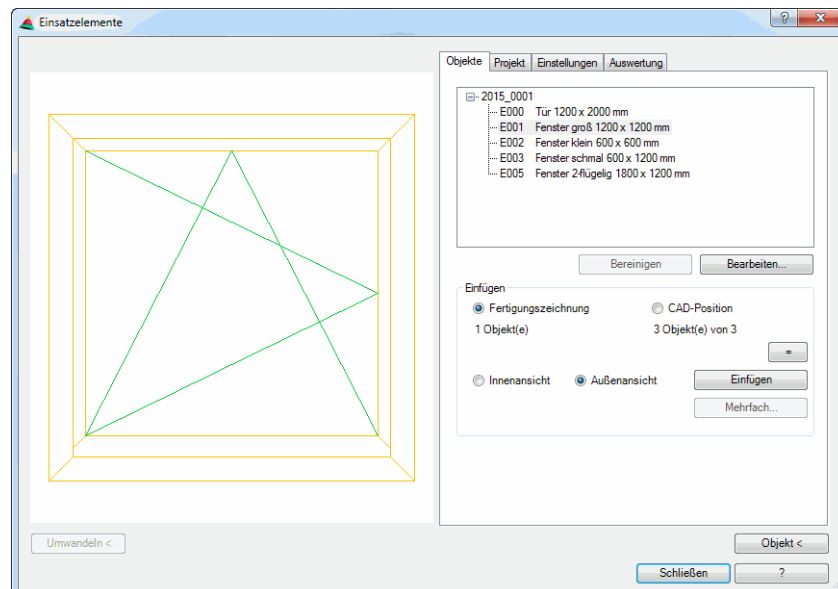 Einsatzelemente
Objekte Projekt Einstellungen Auswertung
2015_0001
E000 Tür 1200 x 2000 mm
E001 Fenster groß 1200 x 1200 mm
E002 Fenster klein 600 x 600 mm
E003 Fenster schmal 600 x 1200 mm
E005 Fenster 2-flügelig 1800 x 1200 mm
Bereinigen Bearbeiten...
Einfügen
Fertigungszeichnung CAD-Position
1 Objekt(e) 3 Objekt(e) von 3
=
Innenansicht Außenansicht Einfügen
Mehrfach...
Umwandeln < Objekt <
Schließen ?